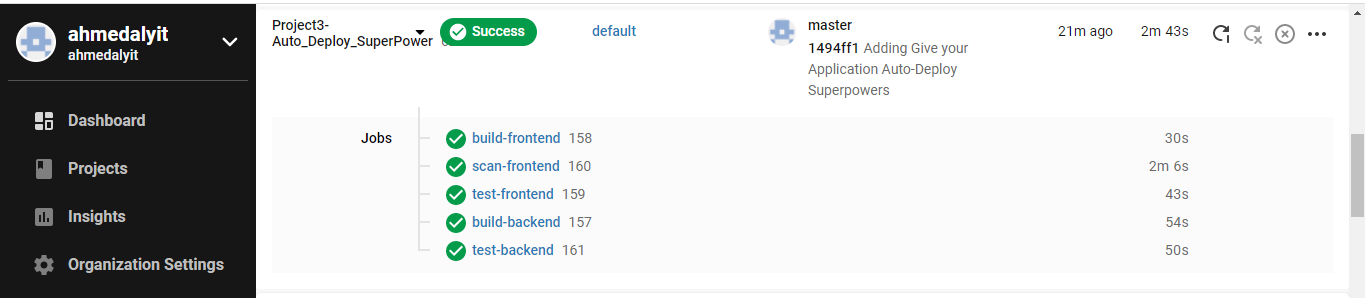 ahmedalyit
ahmedalyit
Dashboard
Projects
Insights
Organization Settings
Project3-
Auto_Deploy_SuperPower
Success
default
master
1494ff1 Adding Give your
Application Auto-Deploy
Superpowers
21m ago
2m 43s
Jobs
build-frontend 158
30s
scan-frontend 160
2m 6s
test-frontend 159
43s
build-backend 157
54s
test-backend 161
50s